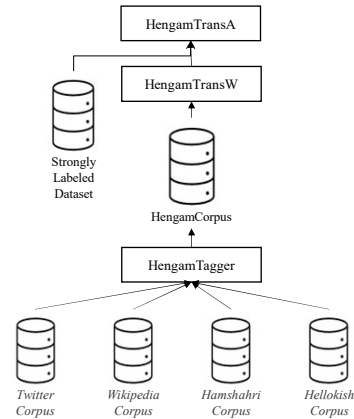 HengamTransA
HengamTransW
Strongly
Labeled
Dataset
HengamCorpus
HengamTagger
Twitter
Corpus
Wikipedia
Corpus
Hamshahri
Corpus
Hellokish
Corpus